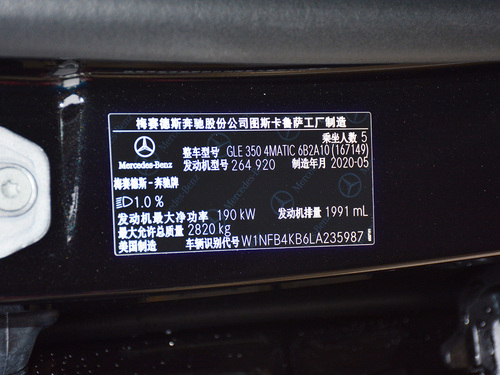 梅赛德斯奔驰股份公司图斯卡鲁萨工厂制造
乘坐人数 5
整车型号 GLE 350 4MATIC 6B2A10 (167149)
Mercedes-Benz 发动机型号 264 920 制造年月 2020-05
梅赛德斯-奔驰牌
1.0 %
发动机最大净功率 190 kW 发动机排量 1991 mL
最大允许总质量 2820 kg
美国制造 车辆识别代号 W1NFB4KB6LA235987